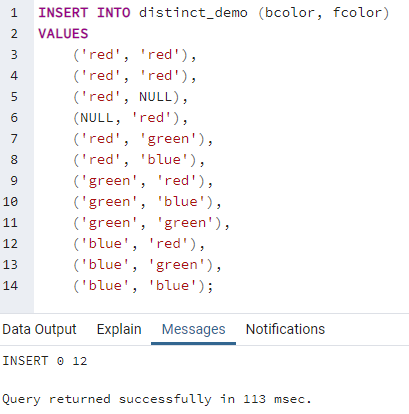 1 INSERT INTO distinct_demo (bcolor, fcolor)
2 VALUES
3 ('red', 'red'),
4 ('red', 'red'),
5 ('red', NULL),
6 (NULL, 'red'),
7 ('red', 'green'),
8 ('red', 'blue'),
9 ('green', 'red'),
10 ('green', 'blue'),
11 ('green', 'green'),
12 ('blue', 'red'),
13 ('blue', 'green'),
14 ('blue', 'blue');
Data Output Explain Messages Notifications
INSERT 0 12
Query returned successfully in 113 msec.